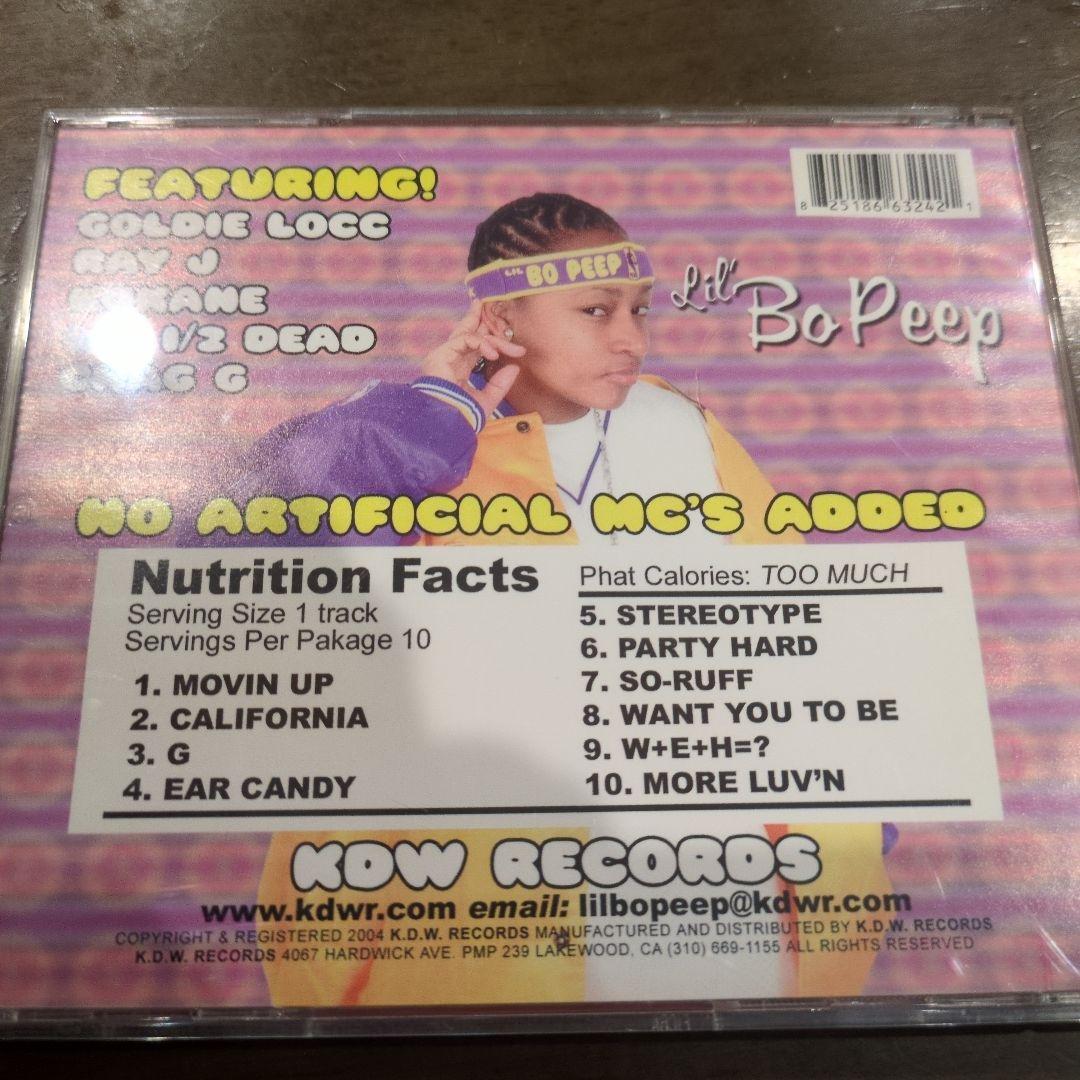 FEATURING!
GOLDIE LOCC
RAY J
KOKANE
1/2 DEAD
G
8 25186 63242 1
LIL' BO PEEP
Lil' Bo Peep
NO ARTIFICIAL MC'S ADDED
Nutrition Facts
Serving Size 1 track
Servings Per Pakage 10
1. MOVIN UP
2. CALIFORNIA
3. G
4. EAR CANDY
Phat Calories: TOO MUCH
5. STEREOTYPE
6. PARTY HARD
7. SO-RUFF
8. WANT YOU TO BE
9. W+E+H=?
10. MORE LUV'N
KDW RECORDS
www.kdwr.com email: lilbopeep@kdwr.com
COPYRIGHT & REGISTERED 2004 K.D.W. RECORDS MANUFACTURED AND DISTRIBUTED BY K.D.W. RECORDS
K.D.W. RECORDS 4067 HARDWICK AVE. PMP 239 LAKEWOOD, CA (310) 669-1155 ALL RIGHTS RESERVED